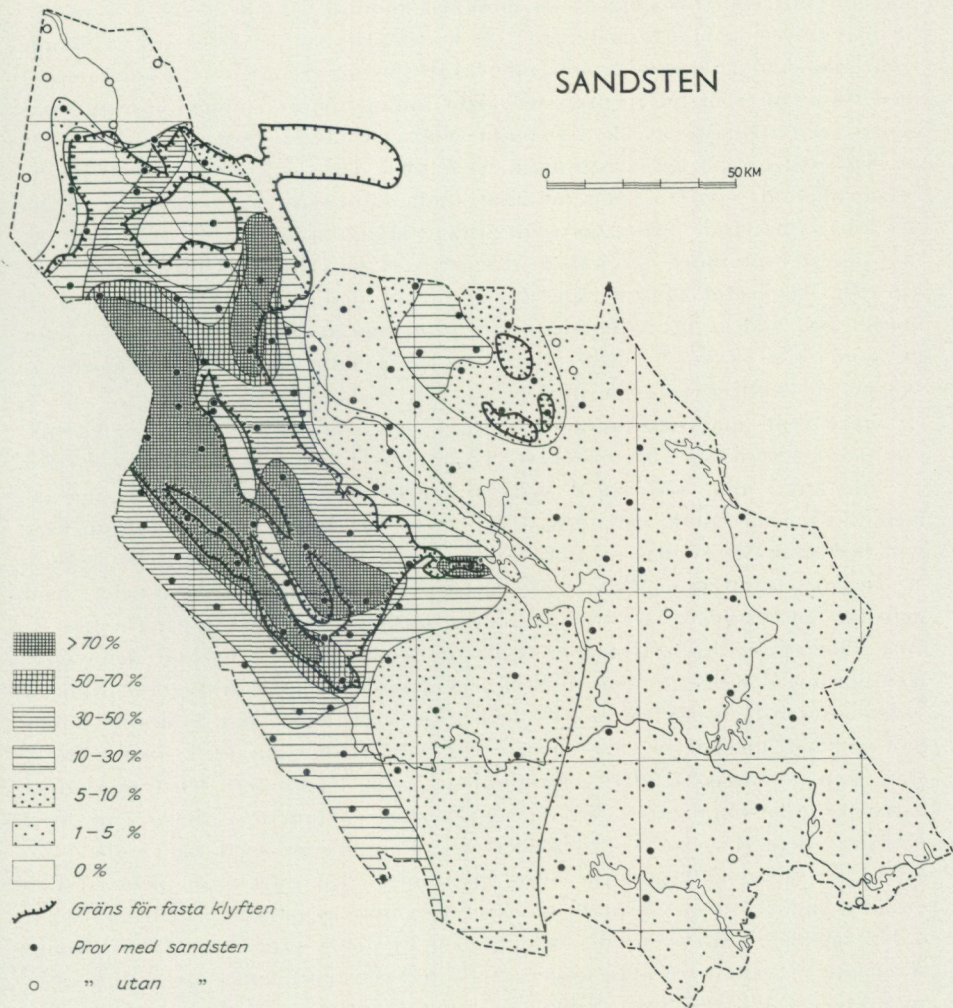 SANDSTEN
0 50 KM
> 70 %
50-70 %
30-50 %
10-30 %
5-10 %
1-5 %
0 %
Gräns för fasta klyften
Prov med sandsten
" utan "